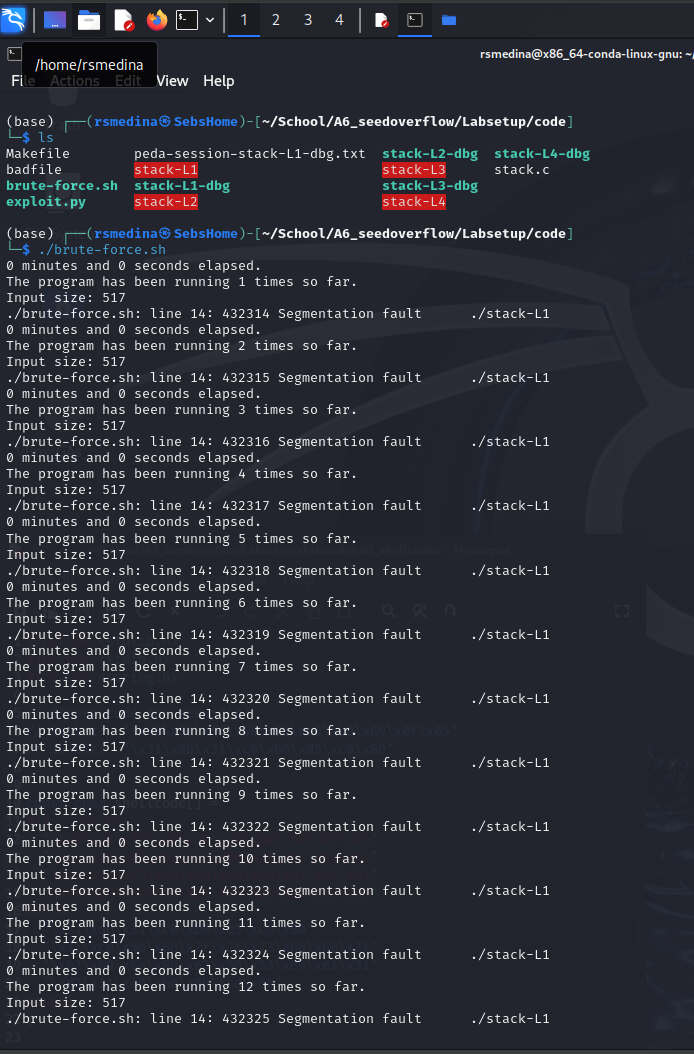 1 2 3 4
rsmedina@x86_64-conda-linux-gnu: ~/
/home/rsmedina
File Actions Edit View Help
(base) ┌──(rsmedina㉿SebsHome)-[~/School/A6_seedoverflow/Labsetup/code]
└─$ ls
Makefile peda-session-stack-L1-dbg.txt stack-L2-dbg stack-L4-dbg
badfile stack-L1 stack-L3 stack.c
brute-force.sh stack-L1-dbg stack-L3-dbg
exploit.py stack-L2 stack-L4
(base) ┌──(rsmedina㉿SebsHome)-[~/School/A6_seedoverflow/Labsetup/code]
└─$ ./brute-force.sh
0 minutes and 0 seconds elapsed.
The program has been running 1 times so far.
Input size: 517
./brute-force.sh: line 14: 432314 Segmentation fault ./stack-L1
0 minutes and 0 seconds elapsed.
The program has been running 2 times so far.
Input size: 517
./brute-force.sh: line 14: 432315 Segmentation fault ./stack-L1
0 minutes and 0 seconds elapsed.
The program has been running 3 times so far.
Input size: 517
./brute-force.sh: line 14: 432316 Segmentation fault ./stack-L1
0 minutes and 0 seconds elapsed.
The program has been running 4 times so far.
Input size: 517
./brute-force.sh: line 14: 432317 Segmentation fault ./stack-L1
0 minutes and 0 seconds elapsed.
The program has been running 5 times so far.
Input size: 517
./brute-force.sh: line 14: 432318 Segmentation fault ./stack-L1
0 minutes and 0 seconds elapsed.
The program has been running 6 times so far.
Input size: 517
./brute-force.sh: line 14: 432319 Segmentation fault ./stack-L1
0 minutes and 0 seconds elapsed.
The program has been running 7 times so far.
Input size: 517
./brute-force.sh: line 14: 432320 Segmentation fault ./stack-L1
0 minutes and 0 seconds elapsed.
The program has been running 8 times so far.
Input size: 517
./brute-force.sh: line 14: 432321 Segmentation fault ./stack-L1
0 minutes and 0 seconds elapsed.
The program has been running 9 times so far.
Input size: 517
./brute-force.sh: line 14: 432322 Segmentation fault ./stack-L1
0 minutes and 0 seconds elapsed.
The program has been running 10 times so far.
Input size: 517
./brute-force.sh: line 14: 432323 Segmentation fault ./stack-L1
0 minutes and 0 seconds elapsed.
The program has been running 11 times so far.
Input size: 517
./brute-force.sh: line 14: 432324 Segmentation fault ./stack-L1
0 minutes and 0 seconds elapsed.
The program has been running 12 times so far.
Input size: 517
./brute-force.sh: line 14: 432325 Segmentation fault ./stack-L1
23